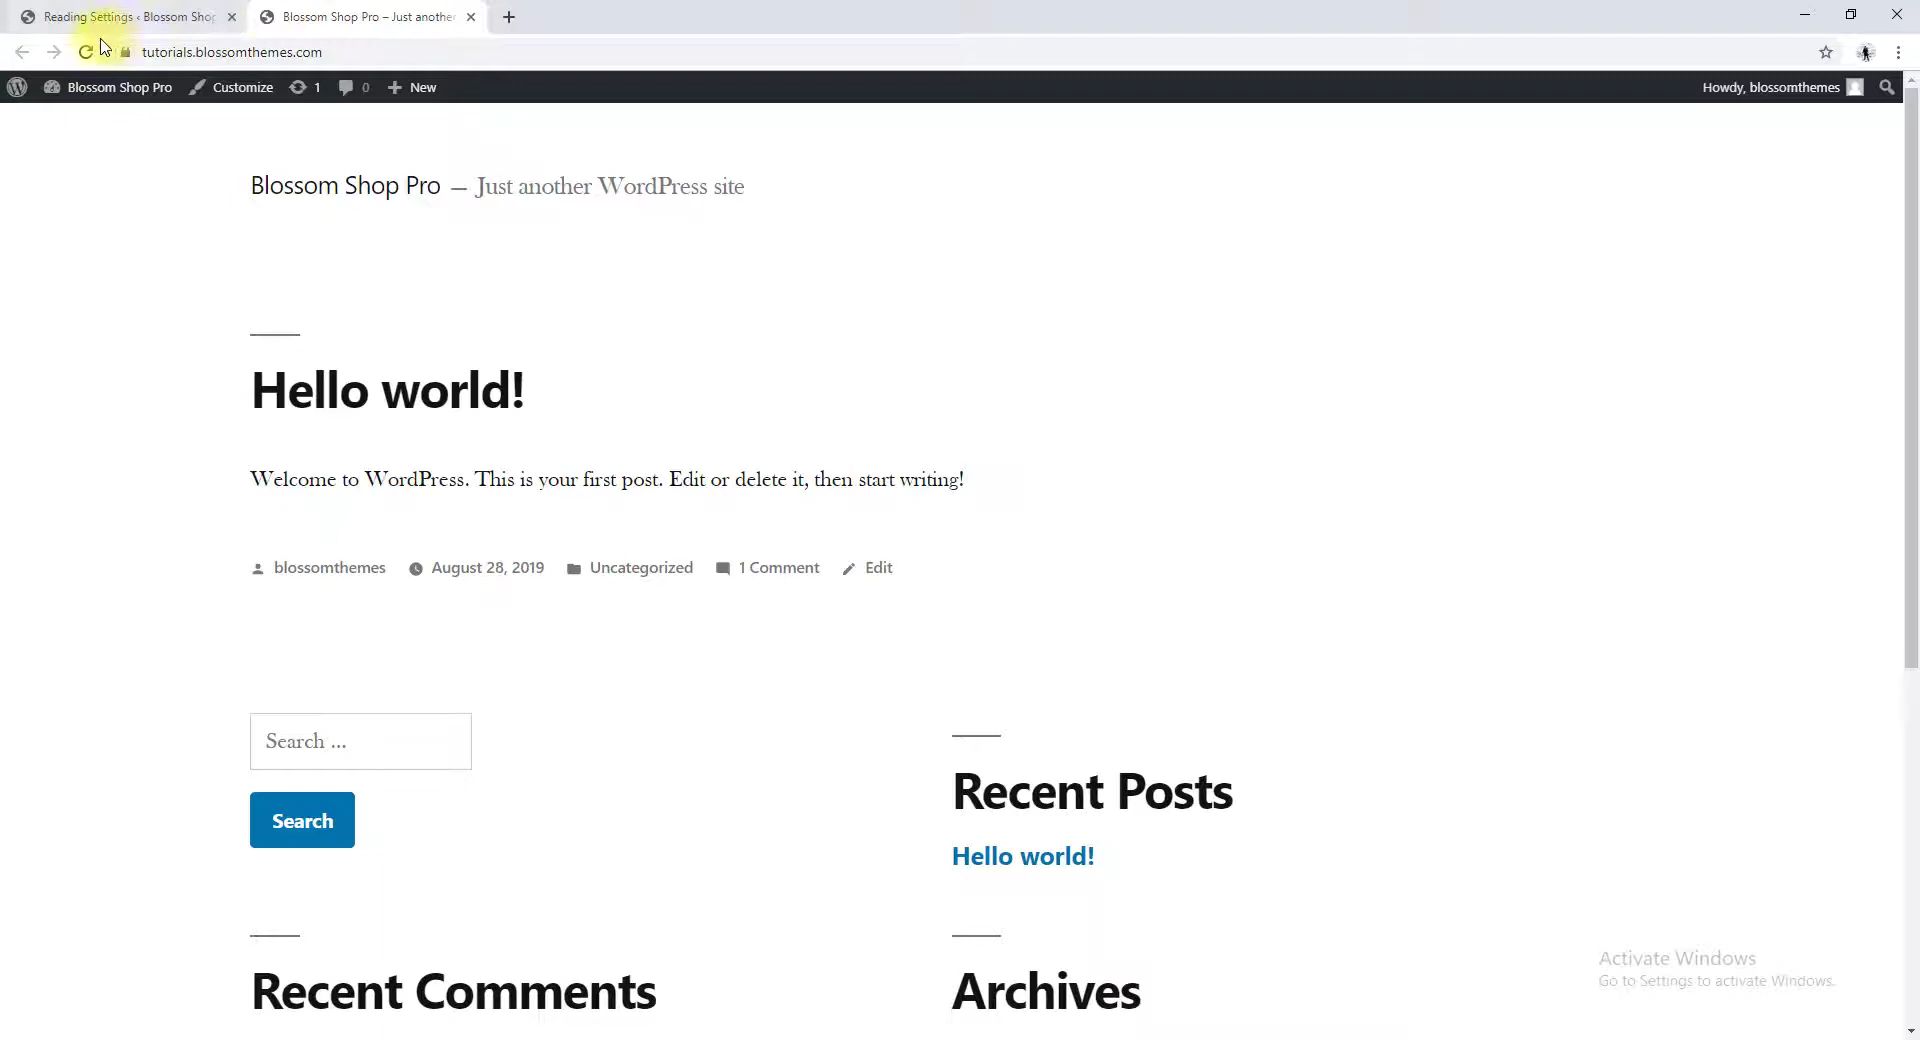 Reading Settings ‹ Blossom Shop
Blossom Shop Pro – Just another
tutorials.blossomthemes.com
Blossom Shop Pro
Customize
1
0
New
Howdy, blossomthemes
Blossom Shop Pro — Just another WordPress site
Hello world!
Welcome to WordPress. This is your first post. Edit or delete it, then start writing!
blossomthemes August 28, 2019 Uncategorized 1 Comment Edit
Search ...
Search
Recent Posts
Hello world!
Recent Comments
Archives
Activate Windows
Go to Settings to activate Windows.